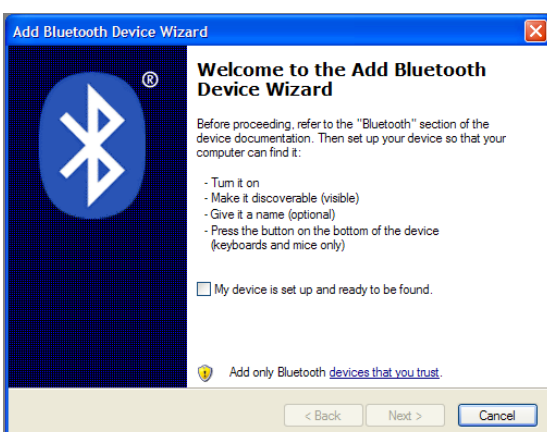 Add Bluetooth Device Wizard
®
Welcome to the Add Bluetooth
Device Wizard
Before proceeding, refer to the "Bluetooth" section of the
device documentation. Then set up your device so that your
computer can find it:
- Turn it on
- Make it discoverable (visible)
- Give it a name (optional)
- Press the button on the bottom of the device
(keyboards and mice only)
My device is set up and ready to be found.
Add only Bluetooth devices that you trust.
< Back Next > Cancel